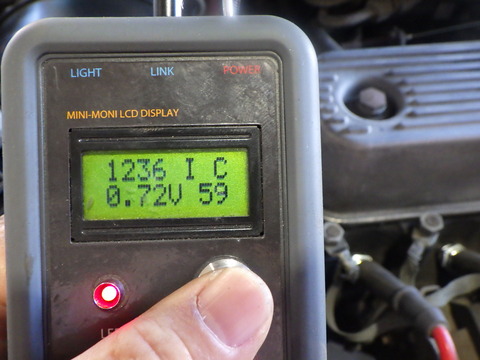 LIGHT LINK POWER
MINI-MONI LCD DISPLAY
1236 I C
0.72V 59